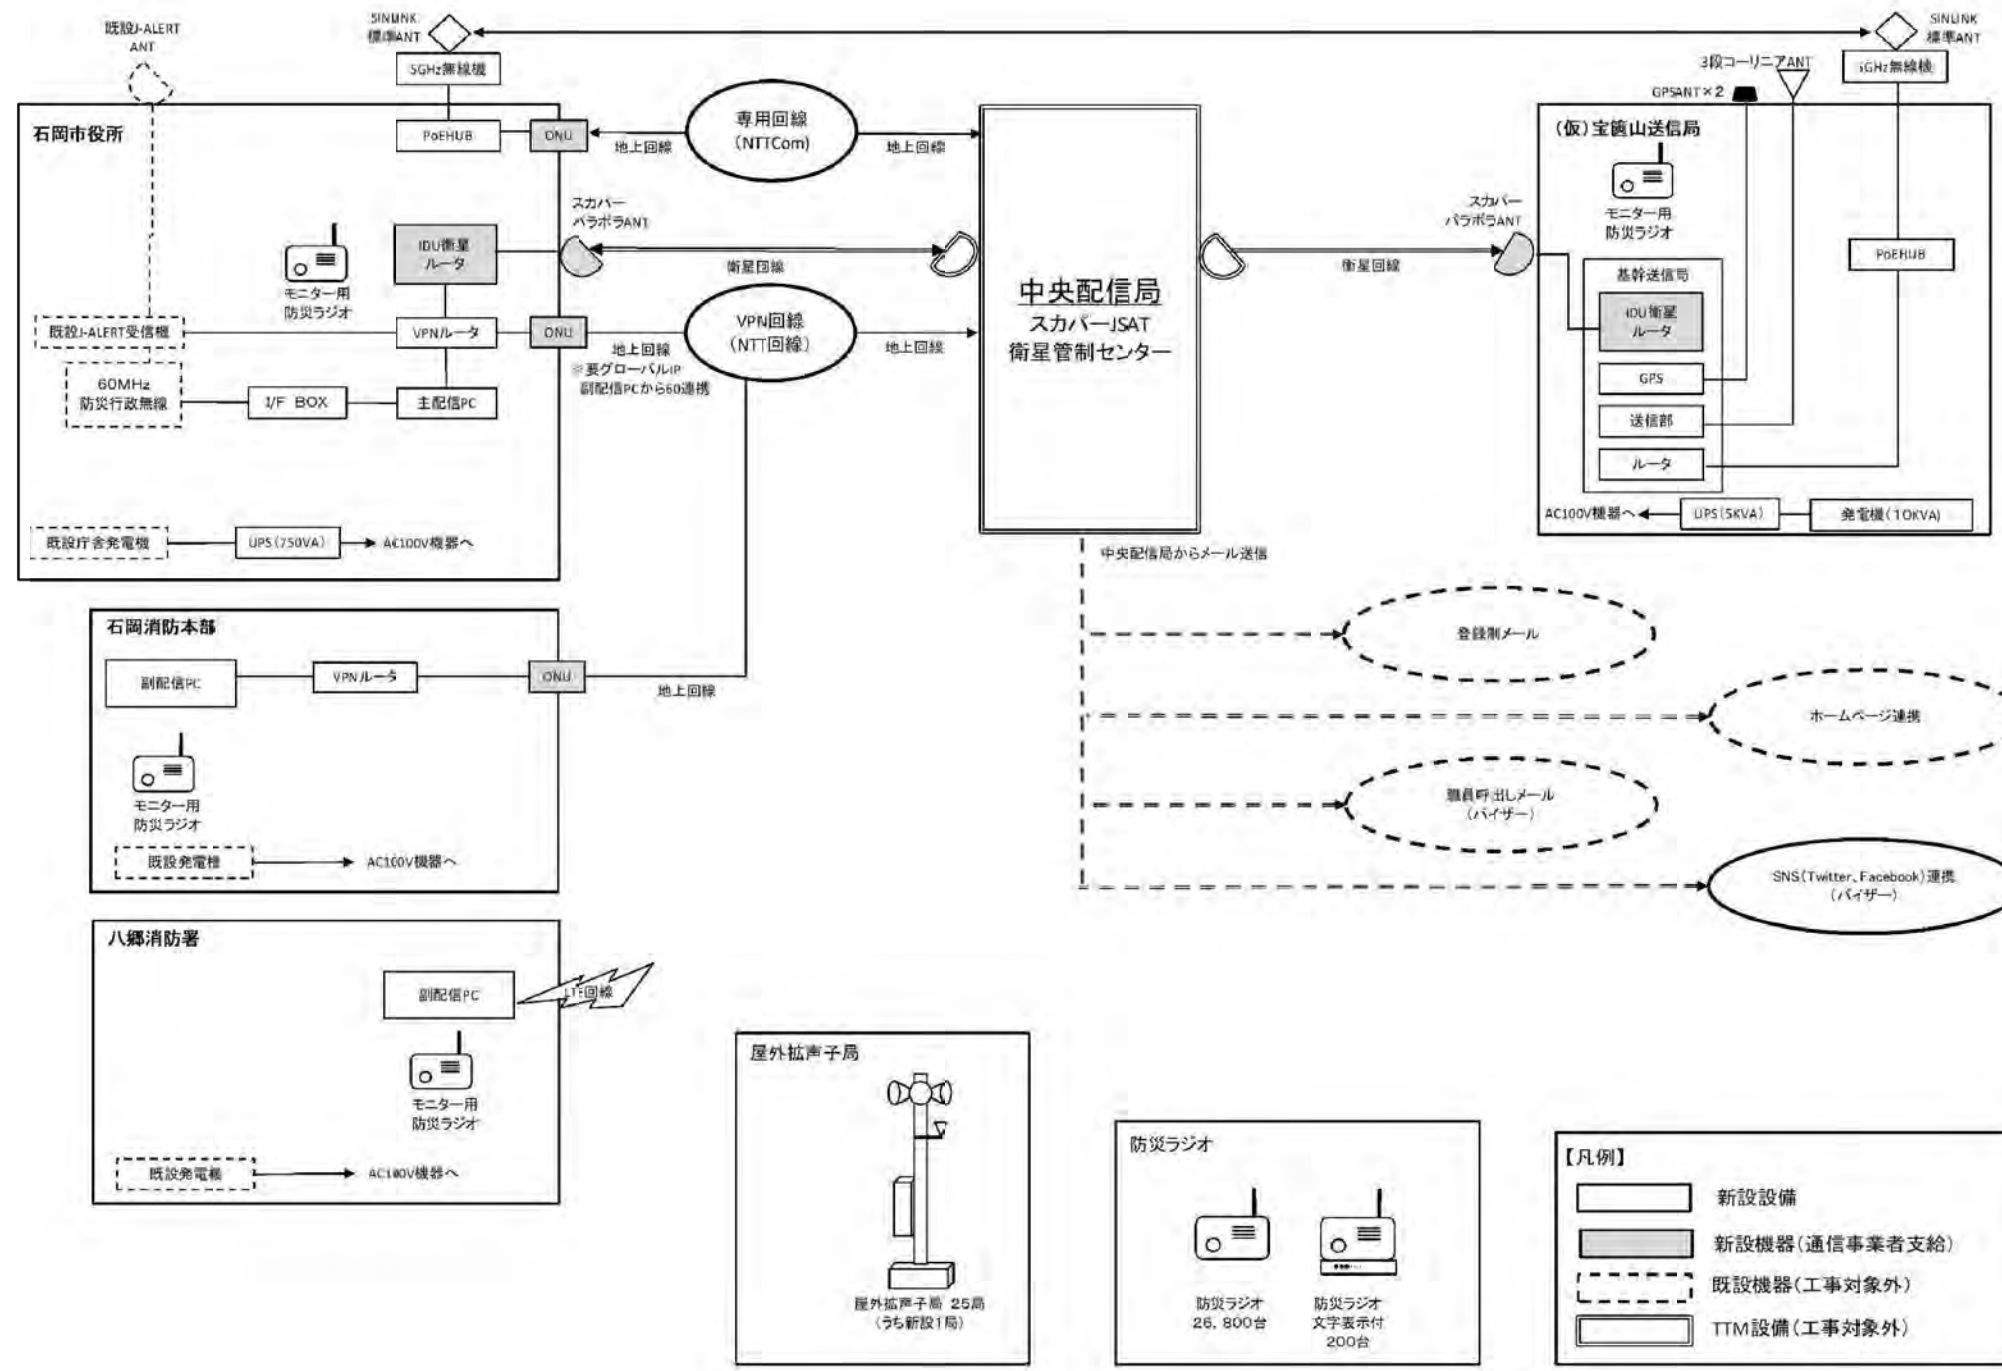 既設J-ALERT
ANT
SINLINK
標準ANT
5GHz無線機
石岡市役所
PoEHUB
ONU
地上回線
専用回線
(NTTCom)
地上回線
スカパー
パラボラANT
IDU衛星
ルータ
モニター用
防災ラジオ
衛星回線
既設J-ALERT受信機
VPNルータ
ONU
地上回線
※要グローバルIP
副配信PCから60連携
VPN回線
(NTT回線)
地上回線
60MHz
防災行政無線
I/F BOX
主配信PC
既設庁舎発電機
UPS(750VA)
AC100V機器へ
中央配信局
スカパーJSAT
衛星管制センター
中央配信局からメール送信
SINLINK
標準ANT
5GHz無線機
3段コーリニアANT
GPSANT×2
(仮)宝篋山送信局
モニター用
防災ラジオ
スカパー
パラボラANT
衛星回線
PoEHUB
基幹送信局
IDU衛星
ルータ
GPS
送信部
ルータ
AC100V機器へ
UPS(5KVA)
発電機(10KVA)
石岡消防本部
副配信PC
VPNルータ
ONU
地上回線
モニター用
防災ラジオ
既設発電機
AC100V機器へ
登録制メール
ホームページ連携
職員呼出しメール
(バイザー)
SNS(Twitter、Facebook)連携
(バイザー)
八郷消防署
副配信PC
LTE回線
モニター用
防災ラジオ
既設発電機
AC100V機器へ
屋外拡声子局
屋外拡声子局 25局
(うち新設1局)
防災ラジオ
防災ラジオ
26,800台
防災ラジオ
文字表示付
200台
【凡例】
新設設備
新設機器(通信事業者支給)
既設機器(工事対象外)
TTM設備(工事対象外)